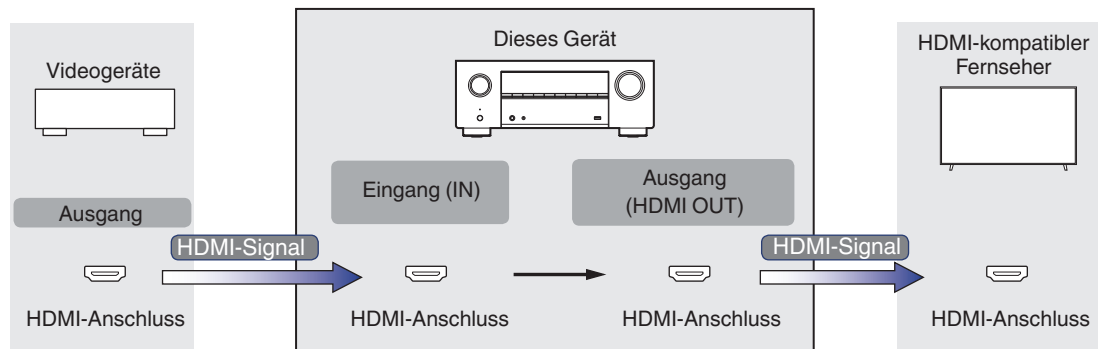 Videogeräte
Ausgang
HDMI-Signal
HDMI-Anschluss
Dieses Gerät
Eingang (IN)
Ausgang
(HDMI OUT)
HDMI-Anschluss
HDMI-Anschluss
HDMI-Signal
HDMI-kompatibler
Fernseher
HDMI-Anschluss